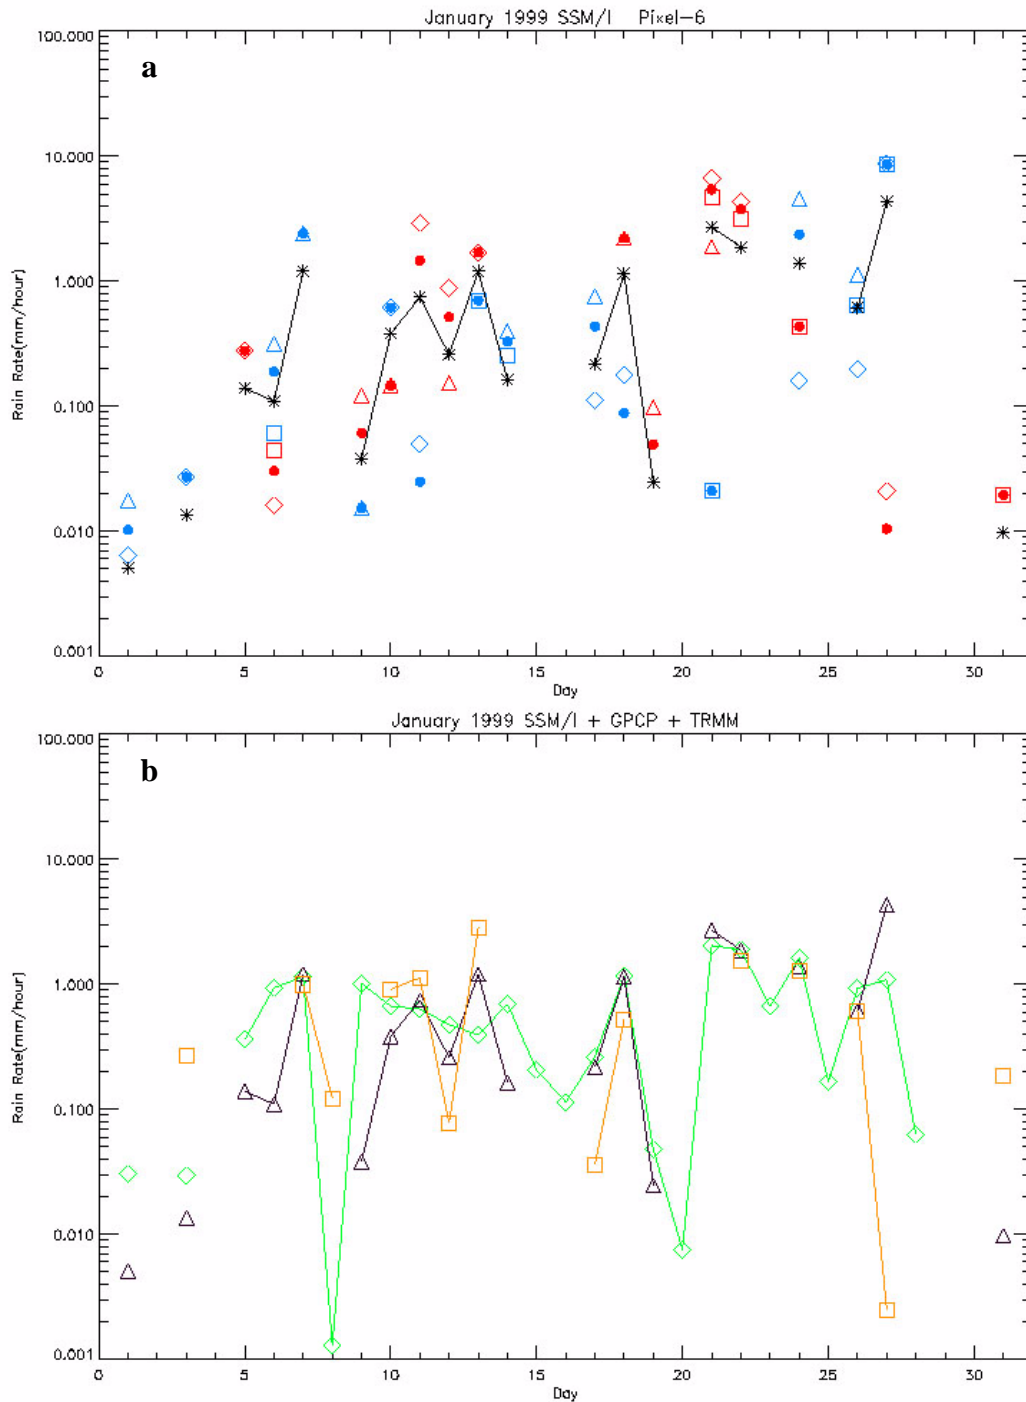 January 1999 SSM/I Pixel-6
100.000
a
10.000
1.000
0.100
0.010
0.001
Rain Rate(mm/hour)
0 5 10 15 20 25 30
Day
January 1999 SSM/I + GPCP + TRMM
100.000
b
10.000
1.000
0.100
0.010
0.001
Rain Rate(mm/hour)
0 5 10 15 20 25 30
Day